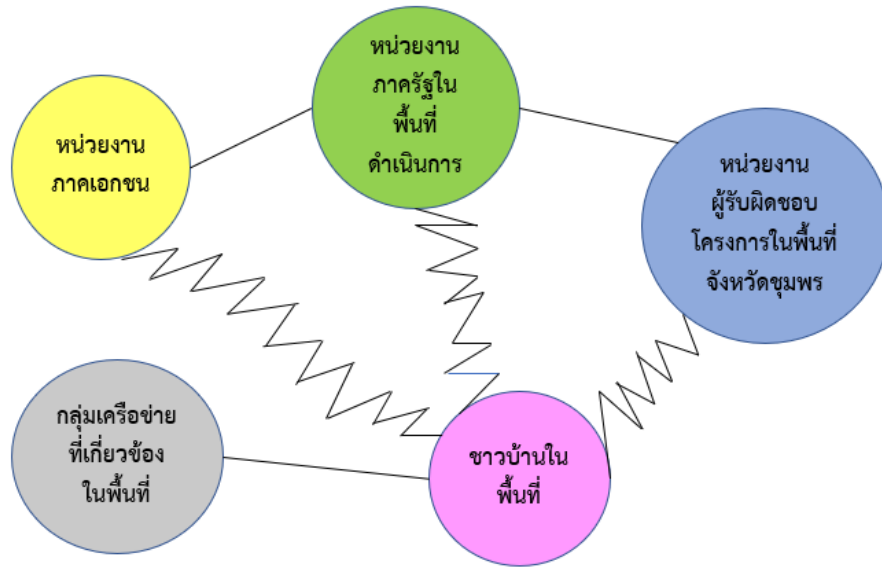 หน่วยงาน
ภาครัฐใน
พื้นที่
ดำเนินการ
หน่วยงาน
ภาคเอกชน
หน่วยงาน
ผู้รับผิดชอบ
โครงการในพื้นที่
จังหวัดชุมพร
กลุ่มเครือข่าย
ที่เกี่ยวข้อง
ในพื้นที่
ชาวบ้านใน
พื้นที่